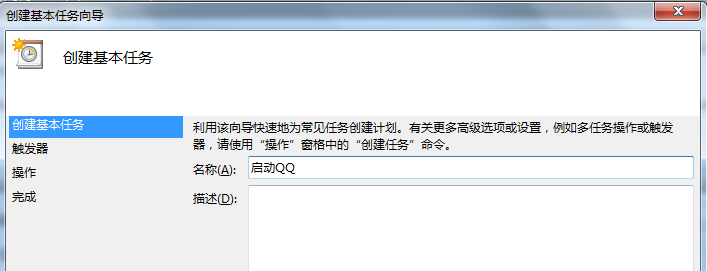 创建基本任务向导
创建基本任务
创建基本任务
触发器
操作
完成
利用该向导快速地为常见任务创建计划。有关更多高级选项或设置，例如多任务操作或触发
器，请使用“操作”窗格中的“创建任务”命令。
名称(A):
启动QQ
描述(D):